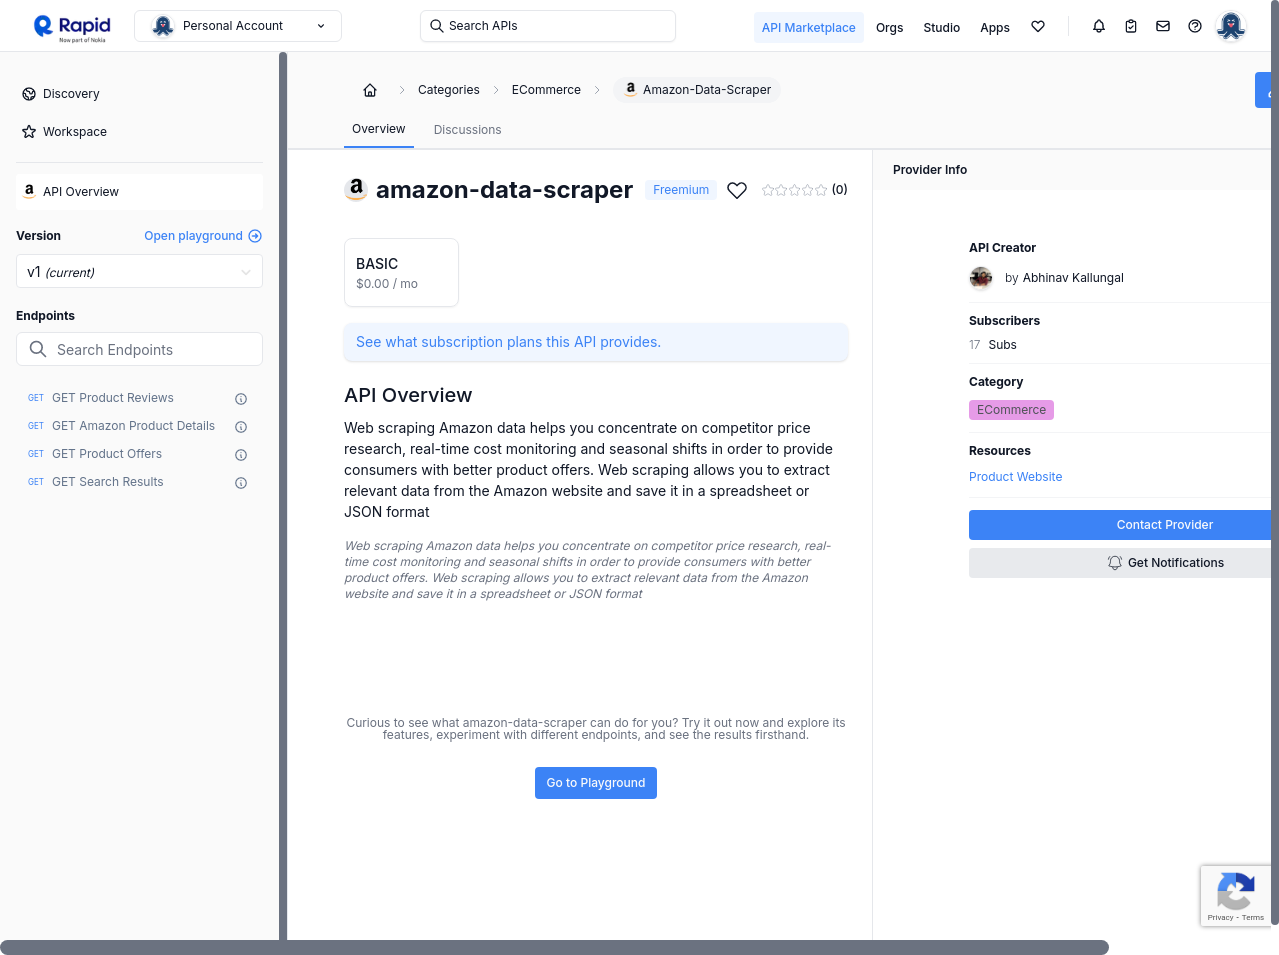 Rapid
Now part of Nokia
Personal Account
Search APIs
API Marketplace
Orgs
Studio
Apps
Discovery
Workspace
API Overview
Version
Open playground
v1 (current)
Endpoints
Search Endpoints
GET GET Product Reviews
GET GET Amazon Product Details
GET GET Product Offers
GET GET Search Results
Categories
ECommerce
Amazon-Data-Scraper
Overview
Discussions
amazon-data-scraper
Freemium
(0)
BASIC
$0.00 / mo
See what subscription plans this API provides.
API Overview
Web scraping Amazon data helps you concentrate on competitor price
research, real-time cost monitoring and seasonal shifts in order to provide
consumers with better product offers. Web scraping allows you to extract
relevant data from the Amazon website and save it in a spreadsheet or
JSON format
Web scraping Amazon data helps you concentrate on competitor price research, real-
time cost monitoring and seasonal shifts in order to provide consumers with better
product offers. Web scraping allows you to extract relevant data from the Amazon
website and save it in a spreadsheet or JSON format
Curious to see what amazon-data-scraper can do for you? Try it out now and explore its
features, experiment with different endpoints, and see the results firsthand.
Go to Playground
Provider Info
API Creator
by Abhinav Kallungal
Subscribers
17 Subs
Category
ECommerce
Resources
Product Website
Contact Provider
Get Notifications
Privacy - Terms